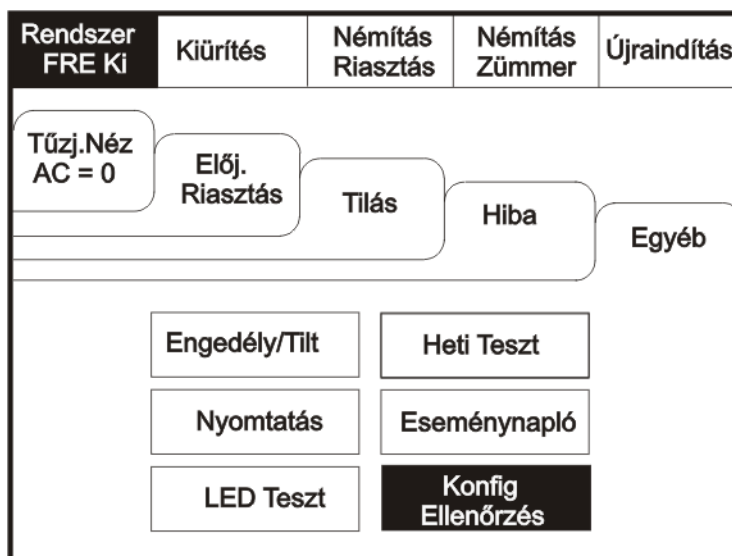 Rendszer
FRE Ki
Kiürítés
Némítás
Riasztás
Némítás
Zümmer
Újraindítás
Tűzj.Néz
AC = 0
Előj.
Riasztás
Tilás
Hiba
Egyéb
Engedély/Tilt
Heti Teszt
Nyomtatás
Eseménynapló
LED Teszt
Konfig
Ellenőrzés